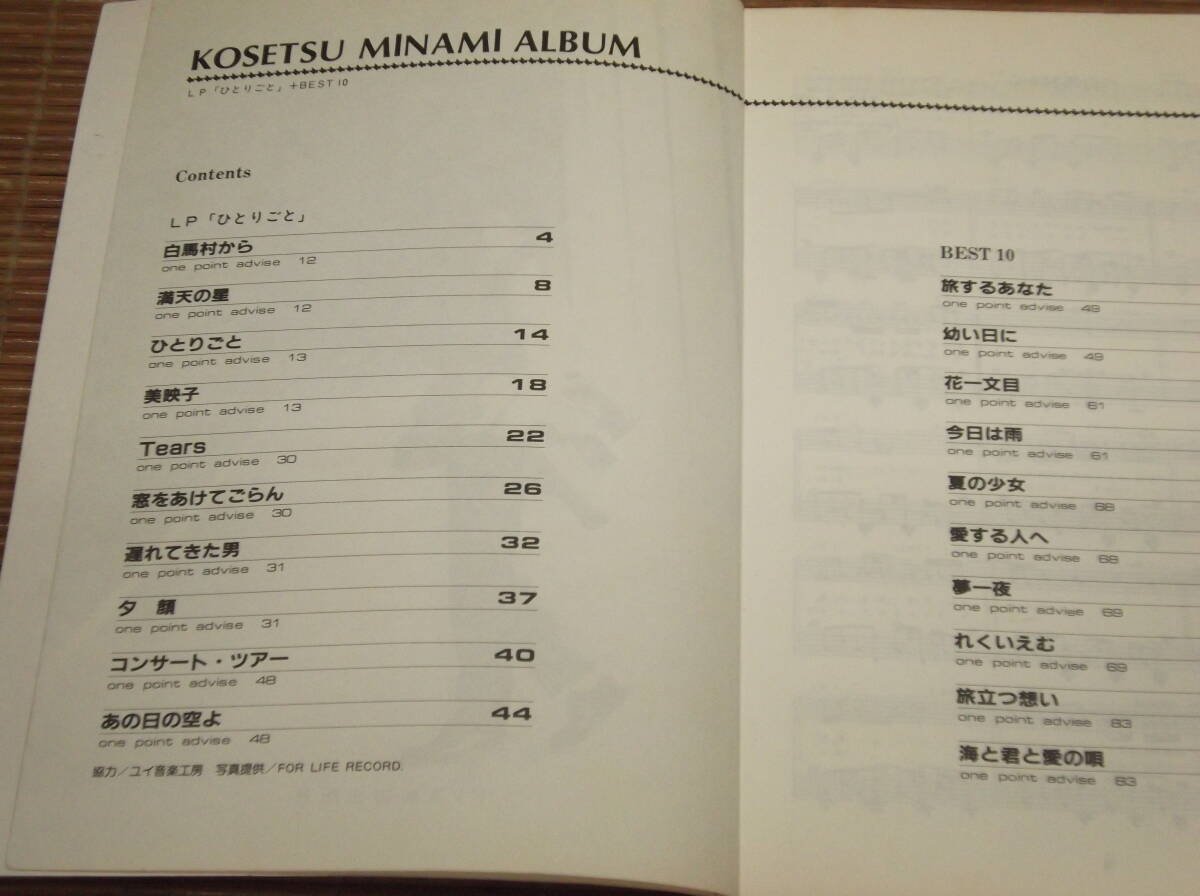 KOSETSU MINAMI ALBUM
LP「ひとりごと」+BEST 10
Contents
LP「ひとりごと」
白馬村から 4
one point advise 12
満天の星 8
one point advise 12
ひとりごと 14
one point advise 13
美映子 18
one point advise 13
Tears 22
one point advise 30
窓をあけてごらん 26
one point advise 30
遅れてきた男 32
one point advise 31
夕 顔 37
one point advise 31
コンサート・ツアー 40
one point advise 48
あの日の空よ 44
one point advise 48
協力/ユイ音楽工房 写真提供/FOR LIFE RECORD.
BEST 10
旅するあなた
one point advise 49
幼い日に
one point advise 49
花一文目
one point advise 61
今日は雨
one point advise 61
夏の少女
one point advise 68
愛する人へ
one point advise 68
夢一夜
one point advise 69
れくいえむ
one point advise 69
旅立つ想い
one point advise 83
海と君と愛の唄
one point advise 83